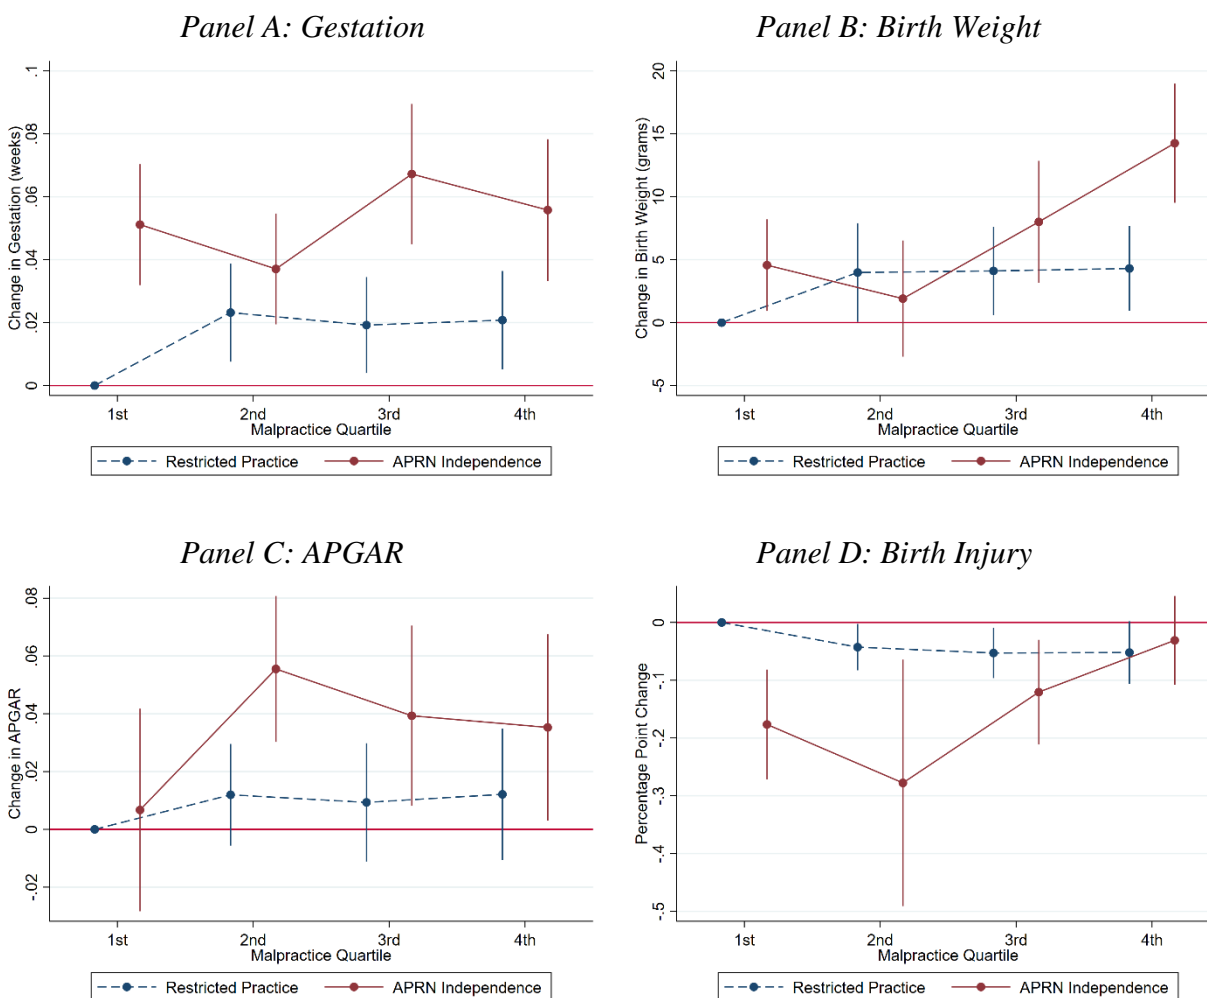 Panel A: Gestation
Change in Gestation (weeks)
.1
.08
.06
.04
.02
0
1st 2nd 3rd 4th
Malpractice Quartile
Restricted Practice APRN Independence
Panel B: Birth Weight
Change in Birth Weight (grams)
20
15
10
5
0
-5
1st 2nd 3rd 4th
Malpractice Quartile
Restricted Practice APRN Independence
Panel C: APGAR
Change in APGAR
.08
.06
.04
.02
0
-.02
1st 2nd 3rd 4th
Malpractice Quartile
Restricted Practice APRN Independence
Panel D: Birth Injury
Percentage Point Change
0
-.1
-.2
-.3
-.4
-.5
1st 2nd 3rd 4th
Malpractice Quartile
Restricted Practice APRN Independence